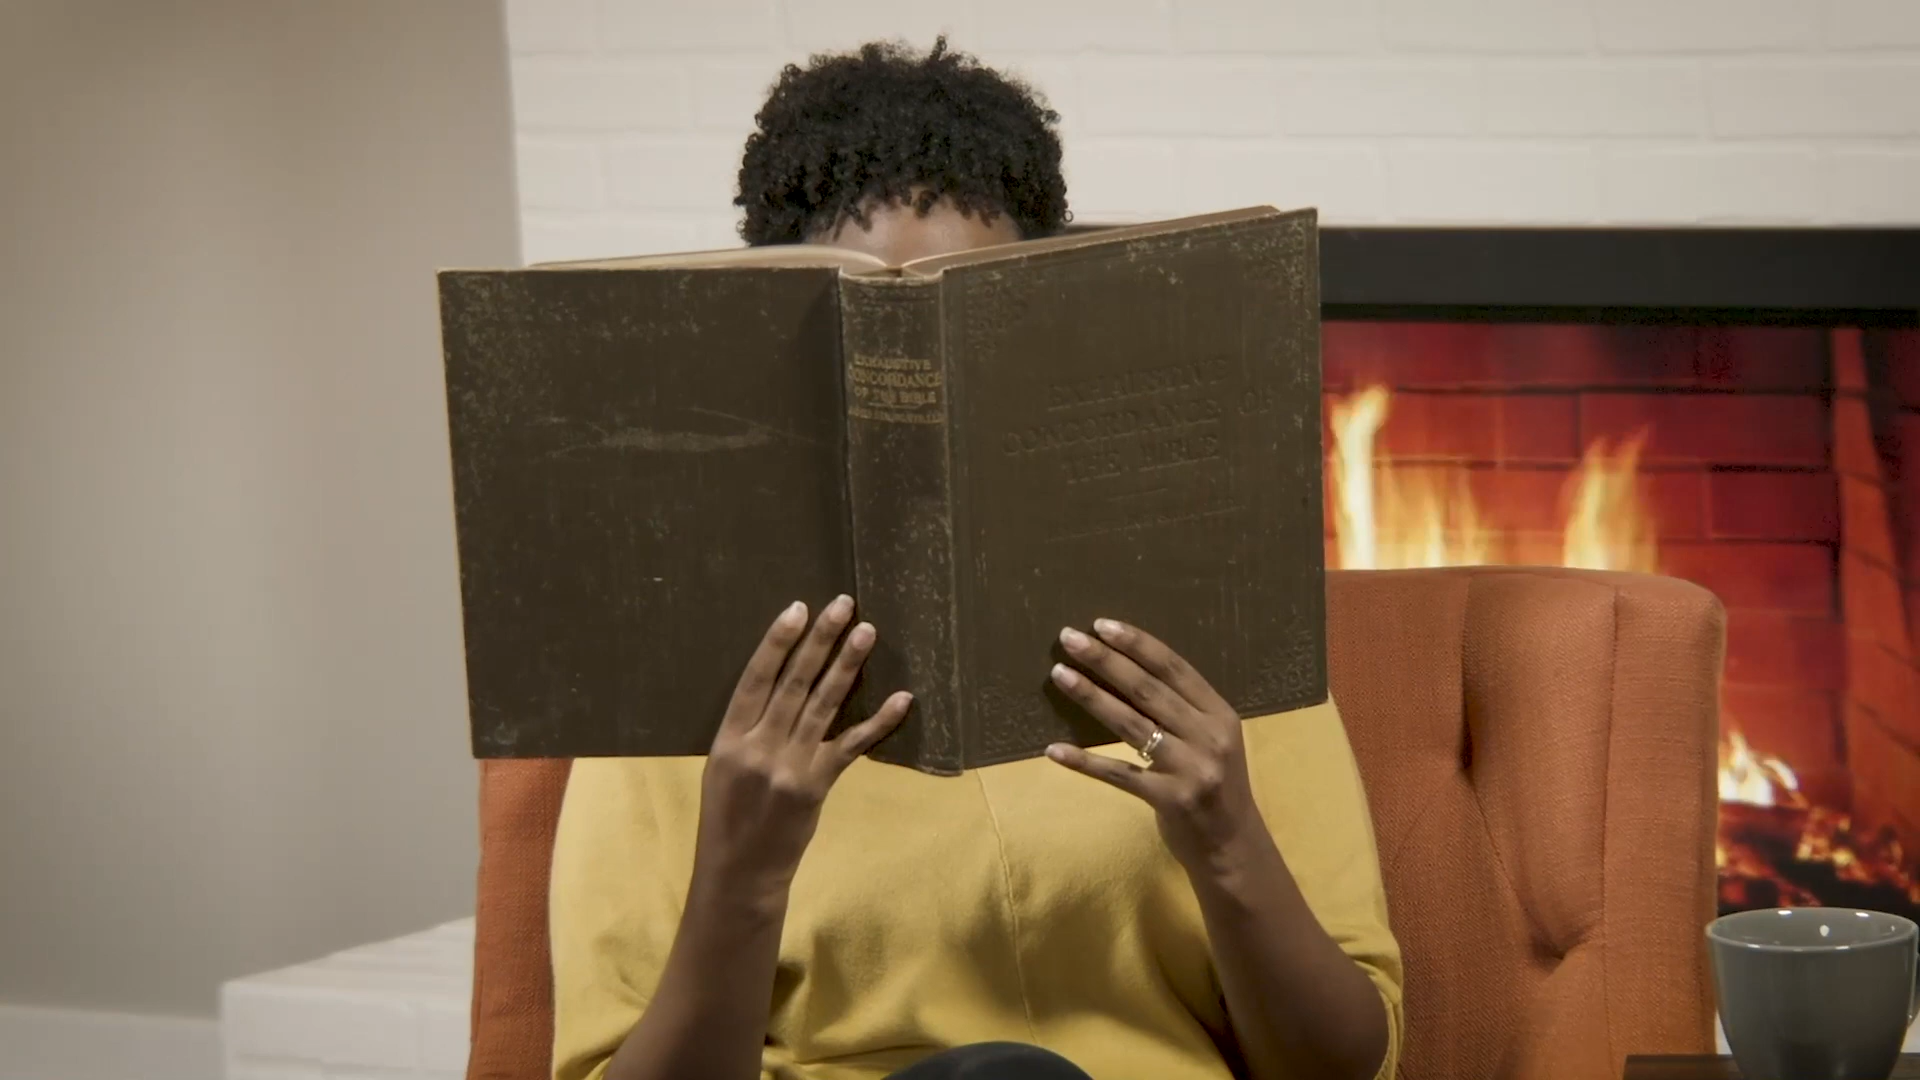 EXHAUSTIVE
CONCORDANCE
OF THE BIBLE
EXHAUSTIVE
CONCORDANCE OF
THE BIBLE